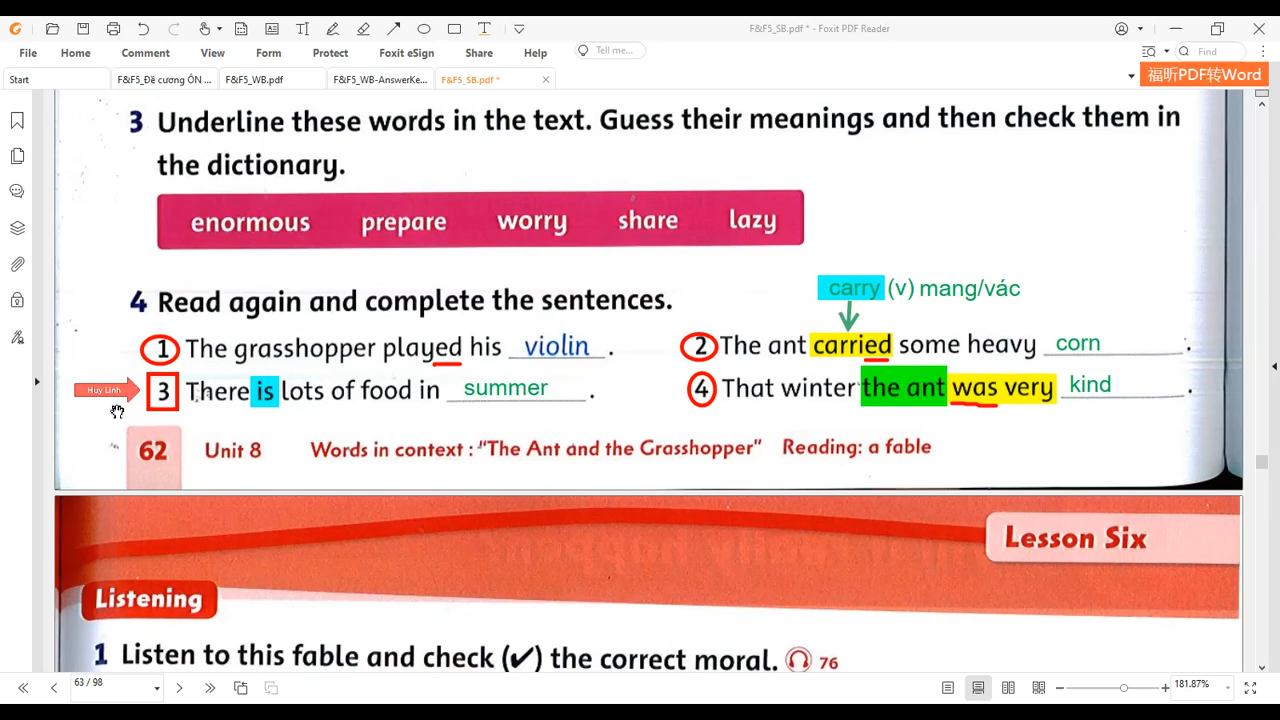 F&F5_SB.pdf * - Foxit PDF Reader
File Home Comment View Form Protect Foxit eSign Share Help Tell me... Find
Start F&F5_Đề cương ÔN ... F&F5_WB.pdf F&F5_WB-AnswerKe... F&F5_SB.pdf *
福昕PDF转Word
3 Underline these words in the text. Guess their meanings and then check them in
the dictionary.
enormous prepare worry share lazy
carry (v) mang/vác
4 Read again and complete the sentences.
1 The grasshopper played his violin .
2 The ant carried some heavy corn .
Huy Linh
3 There is lots of food in summer .
4 That winter the ant was very kind .
62 Unit 8 Words in context : "The Ant and the Grasshopper" Reading: a fable
Lesson Six
Listening
1 Listen to this fable and check (✔) the correct moral. 76
63 / 98
181.87%